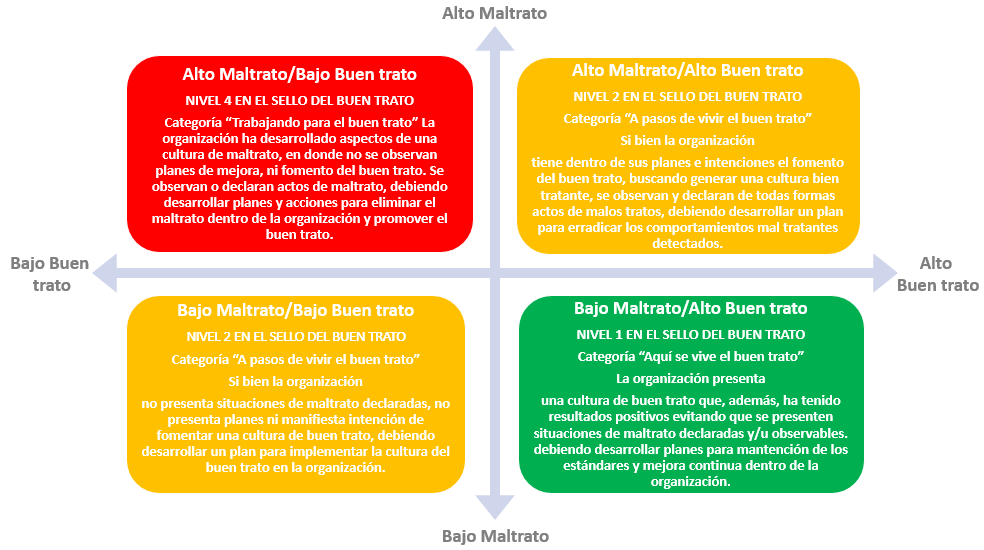 Alto Maltrato
Alto Maltrato/Bajo Buen trato
NIVEL 4 EN EL SELLO DEL BUEN TRATO
Categoría “Trabajando para el buen trato” La
organización ha desarrollado aspectos de una
cultura de maltrato, en donde no se observan
planes de mejora, ni fomento del buen trato. Se
observan o declaran actos de maltrato, debiendo
desarrollar planes y acciones para eliminar el
maltrato dentro de la organización y promover el
buen trato.
Alto Maltrato/Alto Buen trato
NIVEL 2 EN EL SELLO DEL BUEN TRATO
Categoría “A pasos de vivir el buen trato”
Si bien la organización
tiene dentro de sus planes e intenciones el fomento
del buen trato, buscando generar una cultura bien
tratante, se observan y declaran de todas formas
actos de malos tratos, debiendo desarrollar un plan
para erradicar los comportamientos mal tratantes
detectados.
Bajo Buen
trato
Alto
Buen trato
Bajo Maltrato/Bajo Buen trato
NIVEL 2 EN EL SELLO DEL BUEN TRATO
Categoría “A pasos de vivir el buen trato”
Si bien la organización
no presenta situaciones de maltrato declaradas, no
presenta planes ni manifiesta intención de
fomentar una cultura de buen trato, debiendo
desarrollar un plan para implementar la cultura del
buen trato en la organización.
Bajo Maltrato/Alto Buen trato
NIVEL 1 EN EL SELLO DEL BUEN TRATO
Categoría “Aquí se vive el buen trato”
La organización presenta
una cultura de buen trato que, además, ha tenido
resultados positivos evitando que se presenten
situaciones de maltrato declaradas y/u observables.
debiendo desarrollar planes para mantención de los
estándares y mejora continua dentro de la
organización.
Bajo Maltrato